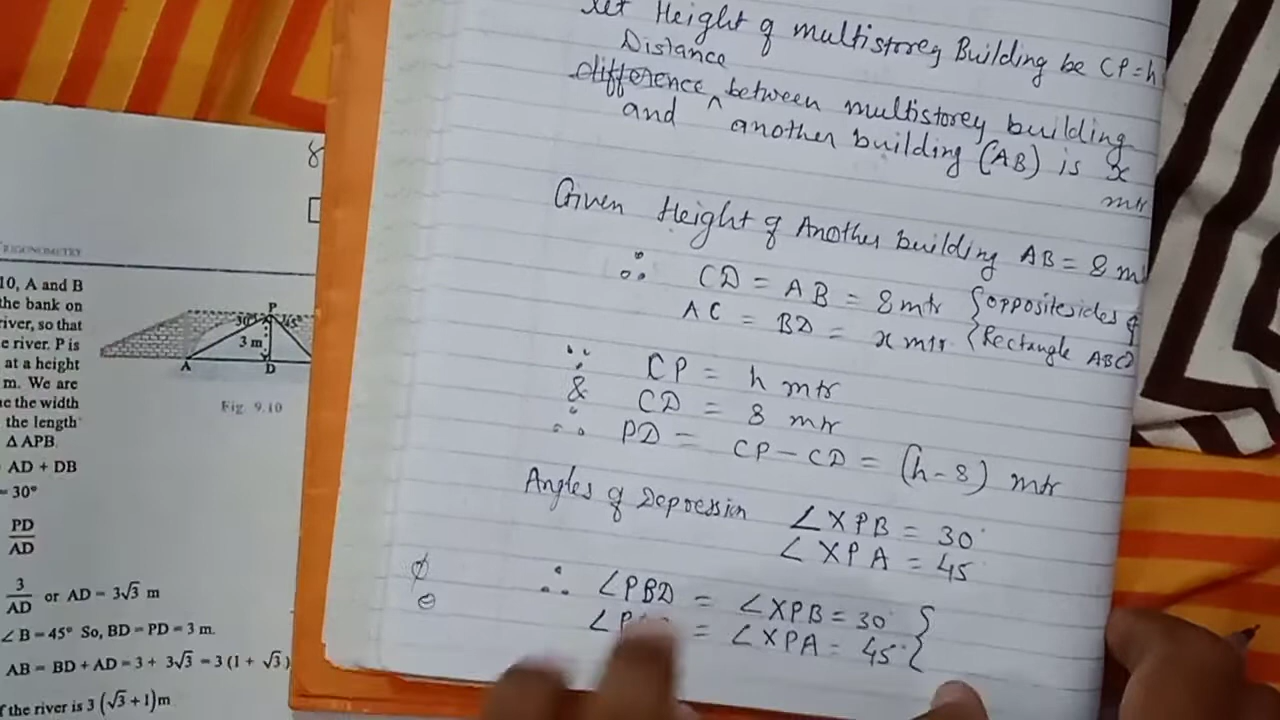 8
TRIGONOMETRY
10, A and B
the bank on
river, so that
e river. P is
at a height
m. We are
the width
the length
Δ APB
AD + DB
= 30°
PD
AD
3
AD
or AD = 3√3 m
∠ B = 45° So, BD = PD = 3 m.
AB = BD + AD = 3 + 3√3 = 3 (1 + √3)
f the river is 3 (√3 + 1) m
P
30° 45
3 m
A D
Fig. 9.10
Let Height of multistorey Building be CP = h
Distance
difference ^ between multistorey building
and another building (AB) is x
mtr
Given Height of Another building AB = 8 m
∴ CD = AB = 8 mtr {opposite sides of
AC = BD = x mtr {Rectangle ABCD
∵ CP = h mtr
& CD = 8 mtr
∴ PD = CP - CD = (h - 8) mtr
Angles of Depression ∠XPB = 30°
∠XPA = 45
ϕ ∴ ∠PBD = ∠XPB = 30° }
θ ∠P = ∠XPA = 45°